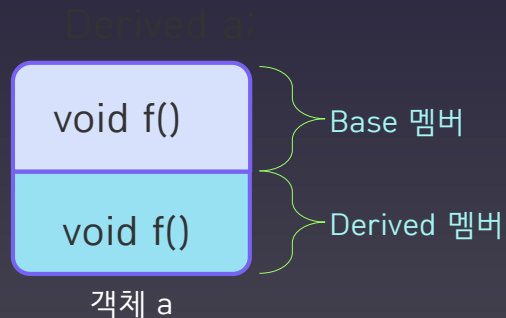 Derived a;
void f()
Base 멤버
void f()
Derived 멤버
객체 a